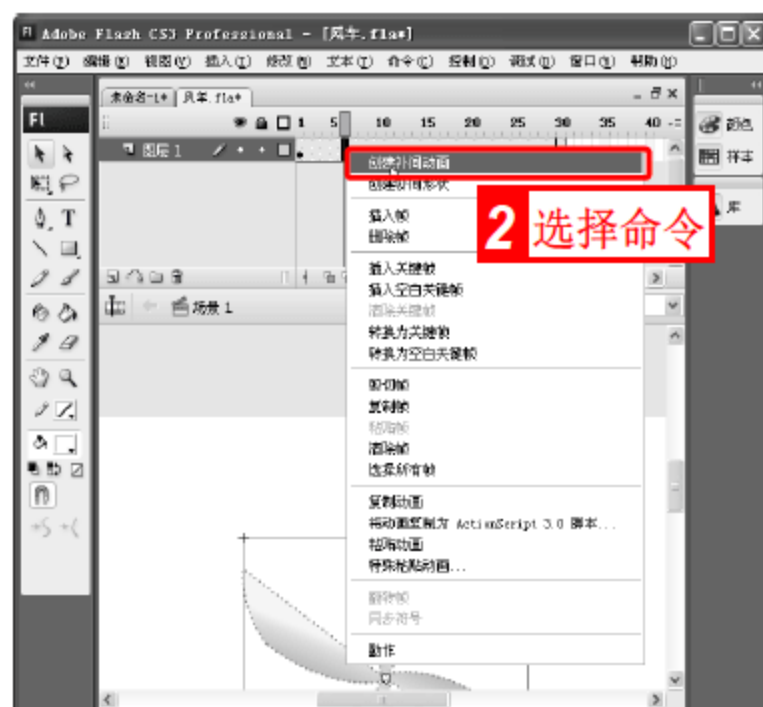 Adobe Flash CS3 Professional - [风车.fla*]
文件(F) 编辑(E) 视图(V) 插入(I) 修改(M) 文本(T) 命令(C) 控制(O) 调试(D) 窗口(W) 帮助(H)
未命名-1* 风车.fla*
Fl
1 5 10 15 20 25 30 35 40
颜色
图层 1
样本
创建补间动画
创建补间形状
库
2 选择命令
插入帧
删除帧
插入关键帧
插入空白关键帧
场景 1
清除关键帧
转换为关键帧
转换为空白关键帧
剪切帧
复制帧
粘贴帧
清除帧
选择所有帧
复制动画
将动画复制为 ActionScript 3.0 脚本...
粘贴动画
特殊粘贴动画...
翻转帧
同步符号
动作